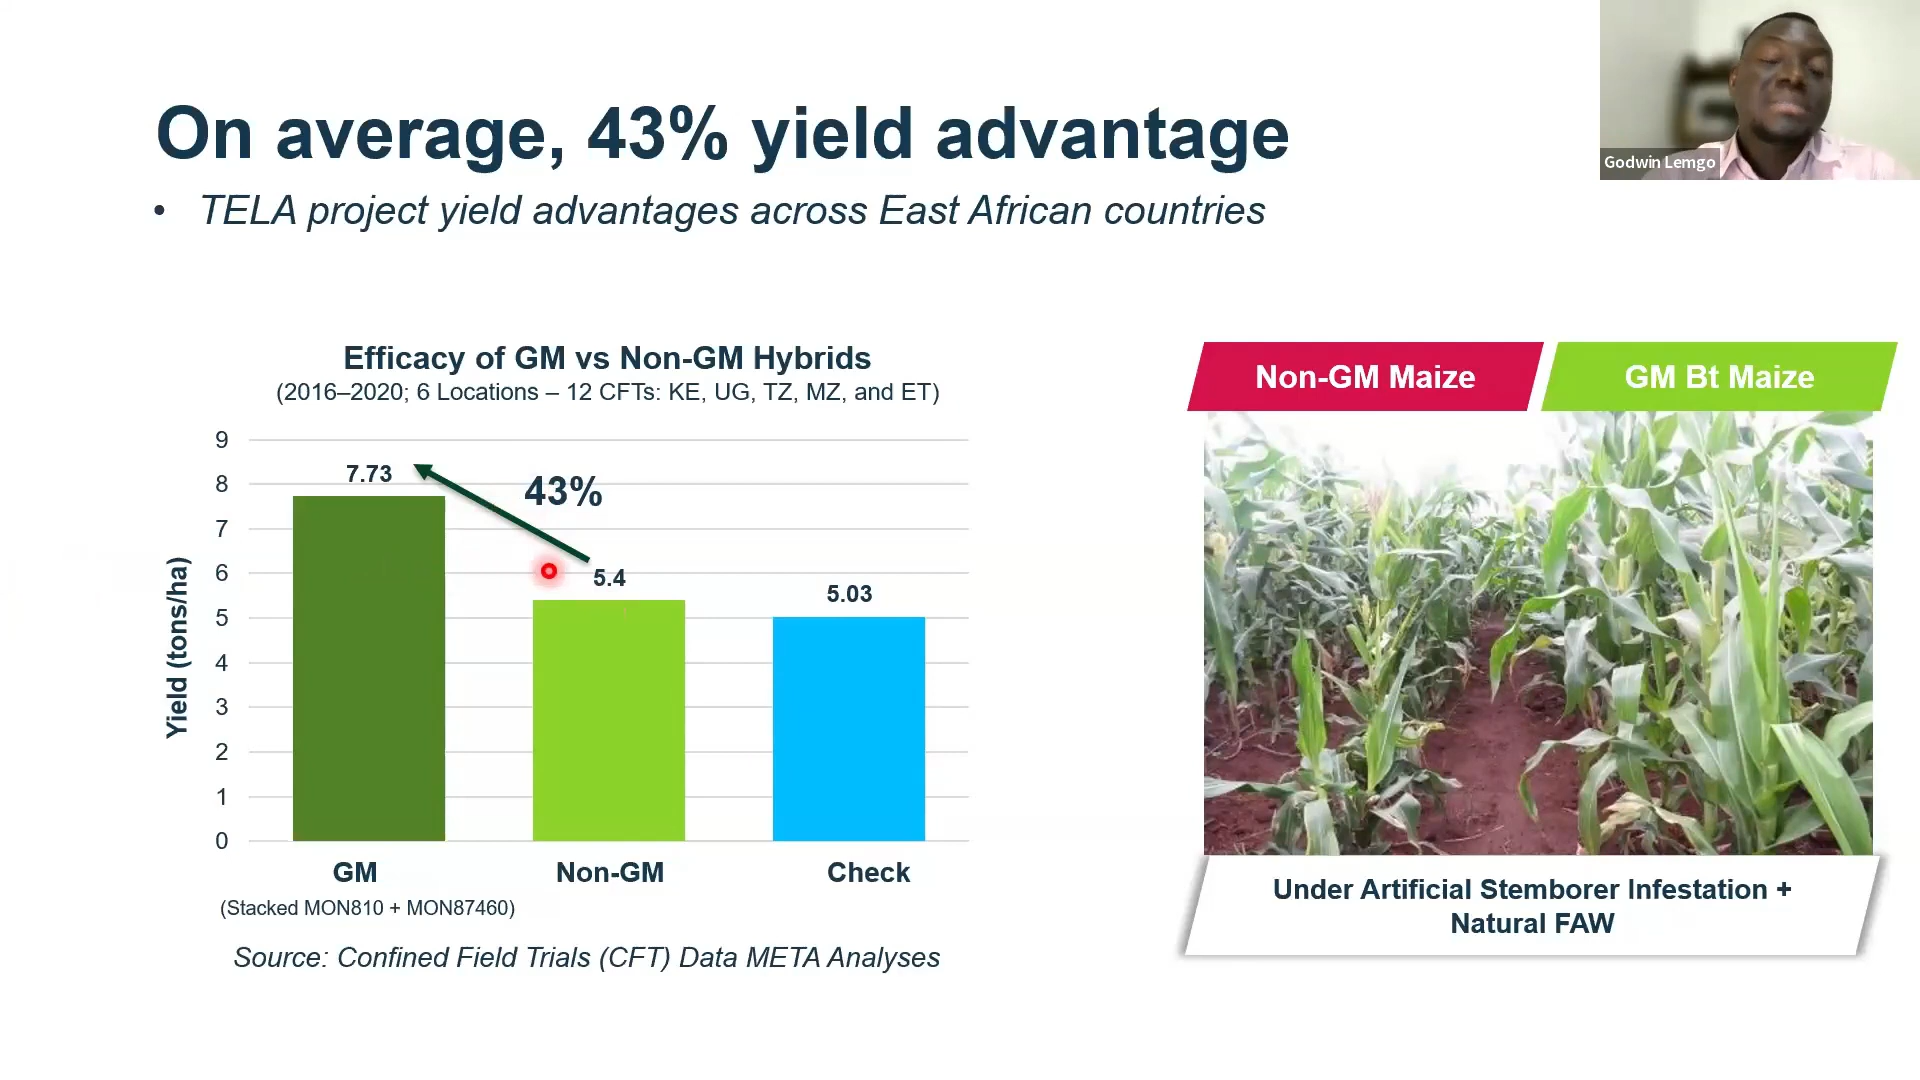 On average, 43% yield advantage
• TELA project yield advantages across East African countries
Godwin Lemgo
Efficacy of GM vs Non-GM Hybrids
(2016–2020; 6 Locations – 12 CFTs: KE, UG, TZ, MZ, and ET)
Yield (tons/ha)
9
8
7
6
5
4
3
2
1
0
7.73
43%
5.4
5.03
GM
Non-GM
Check
(Stacked MON810 + MON87460)
Source: Confined Field Trials (CFT) Data META Analyses
Non-GM Maize
GM Bt Maize
Under Artificial Stemborer Infestation +
Natural FAW